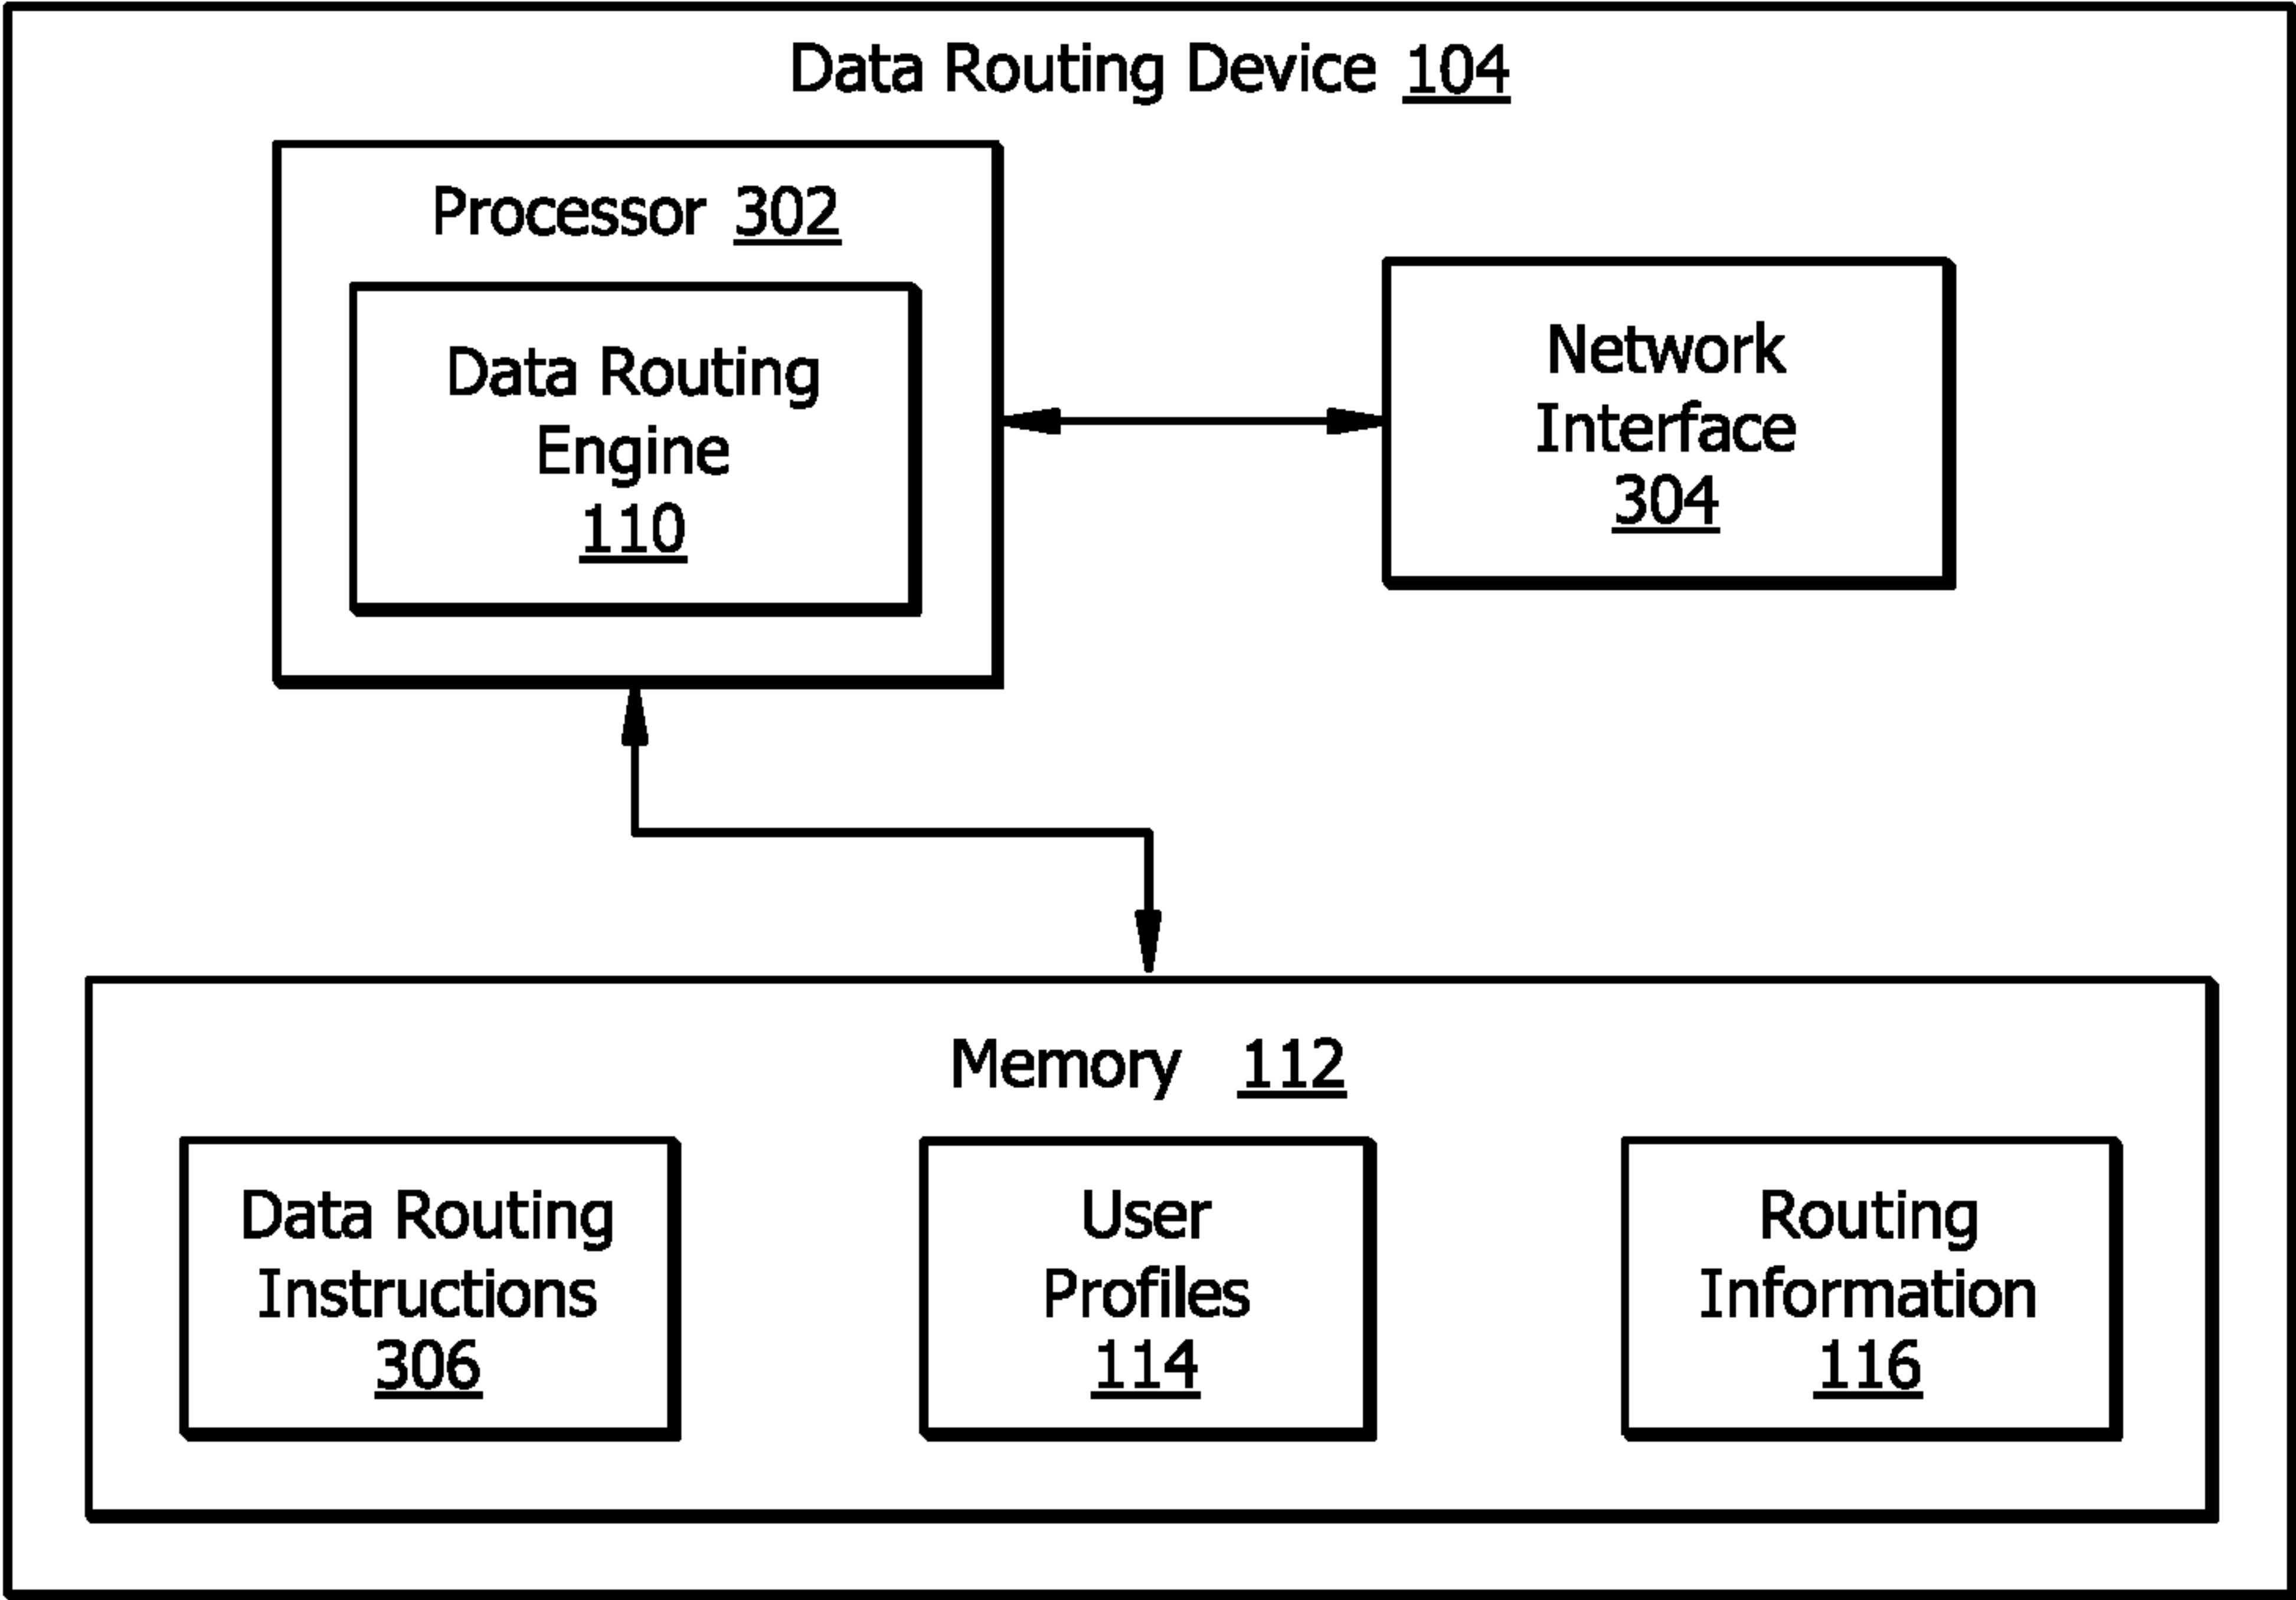 Data Routing Device 104
Processor 302
Data Routing
Engine
110
Network
Interface
304
Memory 112
Data Routing
Instructions
306
User
Profiles
114
Routing
Information
116